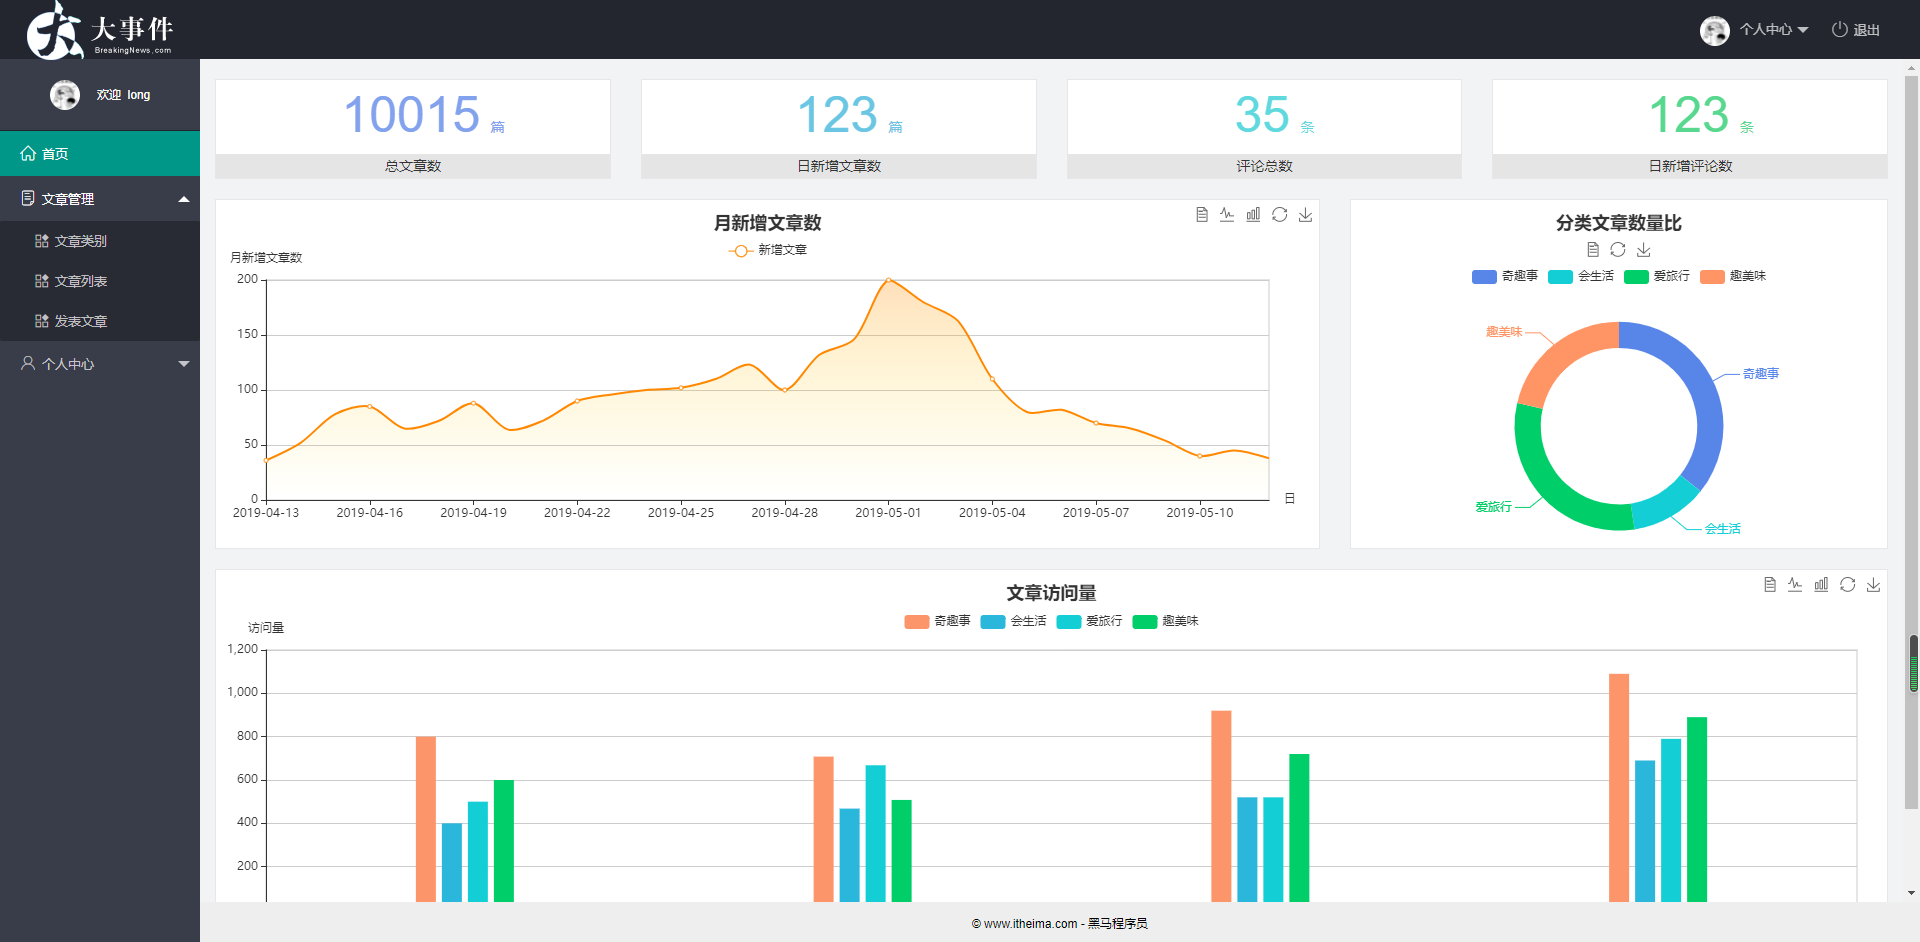 大事件
BreakingNews.com
个人中心
退出
欢迎 long
首页
文章管理
文章类别
文章列表
发表文章
个人中心
10015 篇
总文章数
123 篇
日新增文章数
35 条
评论总数
123 条
日新增评论数
月新增文章数
新增文章
月新增文章数
200
150
100
50
0
2019-04-13 2019-04-16 2019-04-19 2019-04-22 2019-04-25 2019-04-28 2019-05-01 2019-05-04 2019-05-07 2019-05-10
日
分类文章数量比
奇趣事 会生活 爱旅行 趣美味
趣美味
奇趣事
爱旅行
会生活
文章访问量
奇趣事 会生活 爱旅行 趣美味
访问量
1,200
1,000
800
600
400
200
© www.itheima.com - 黑马程序员